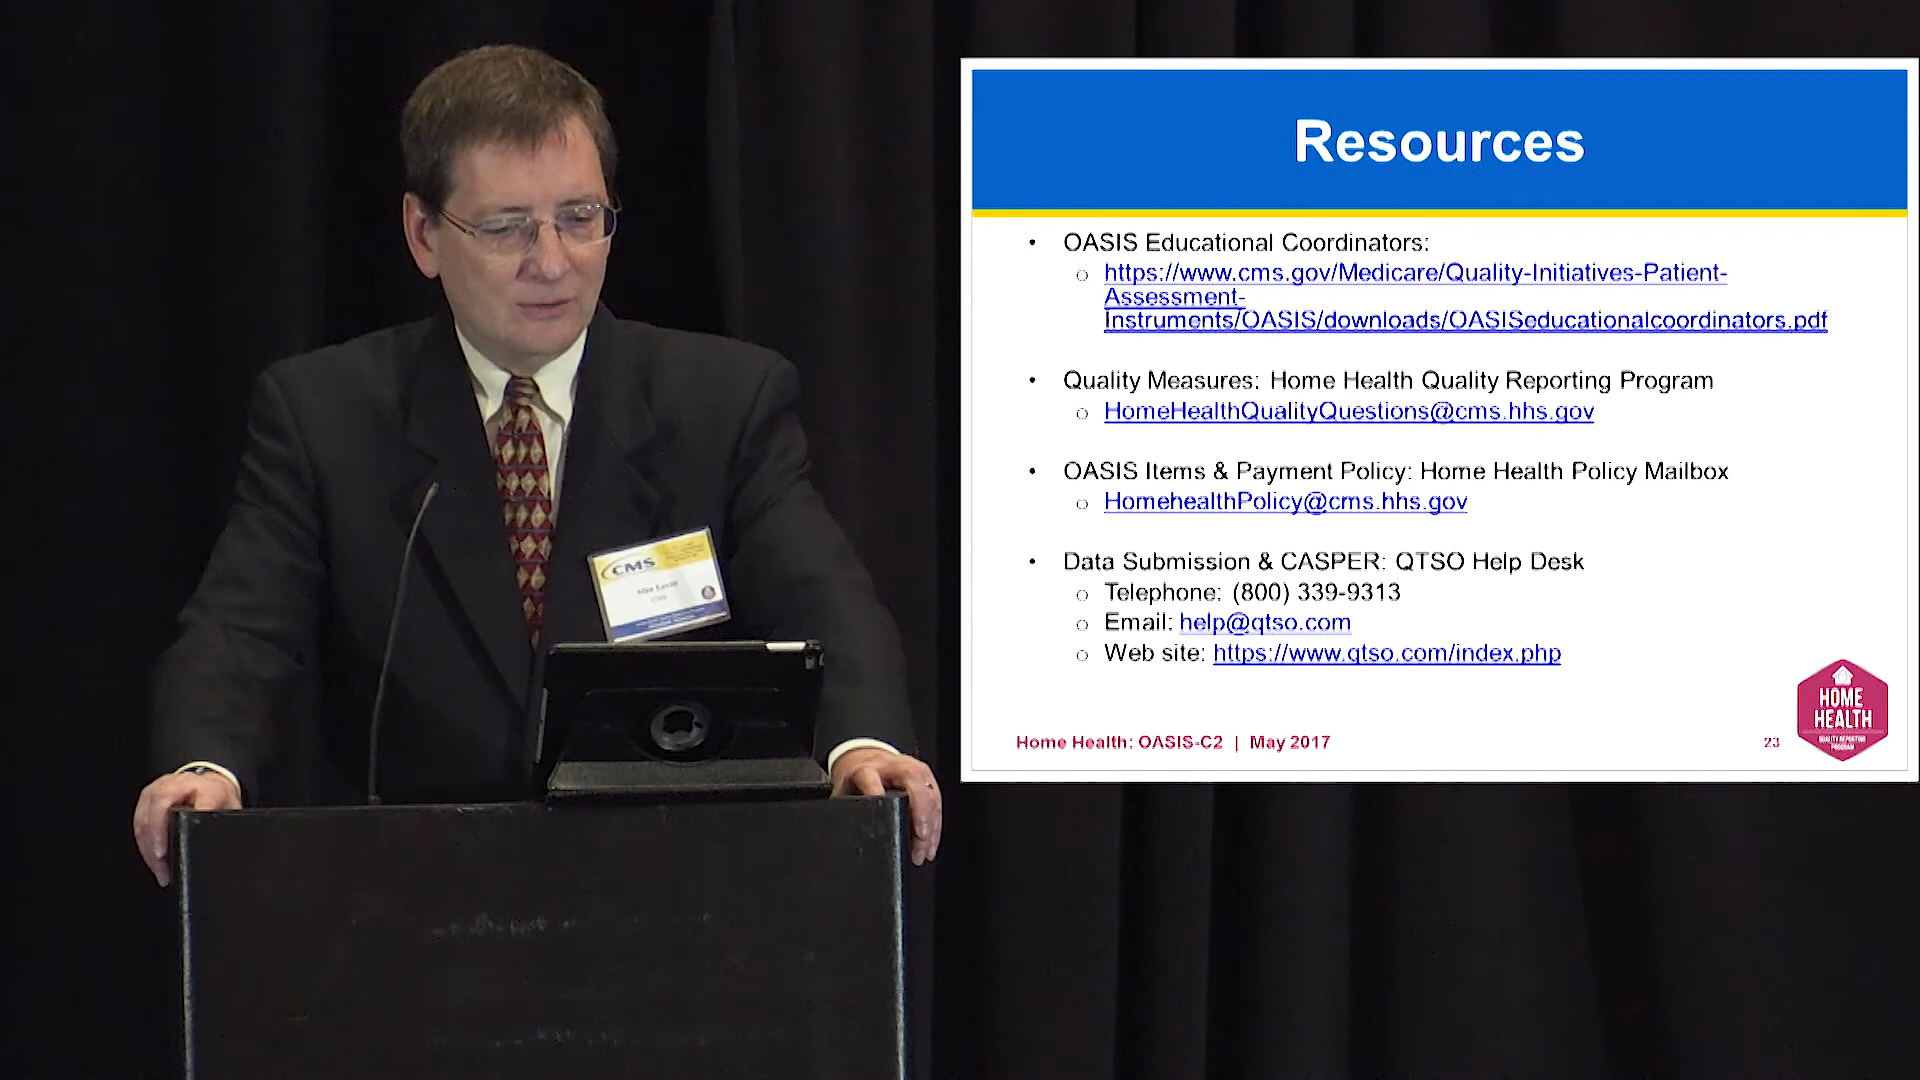 Resources
• OASIS Educational Coordinators:
○ https://www.cms.gov/Medicare/Quality-Initiatives-Patient-
Assessment-
Instruments/OASIS/downloads/OASISeducationalcoordinators.pdf
• Quality Measures: Home Health Quality Reporting Program
○ HomeHealthQualityQuestions@cms.hhs.gov
• OASIS Items & Payment Policy: Home Health Policy Mailbox
○ HomehealthPolicy@cms.hhs.gov
• Data Submission & CASPER: QTSO Help Desk
○ Telephone: (800) 339-9313
○ Email: help@qtso.com
○ Web site: https://www.qtso.com/index.php
Home Health: OASIS-C2 | May 2017
23
HOME
HEALTH
QUALITY REPORTING
PROGRAM
CMS